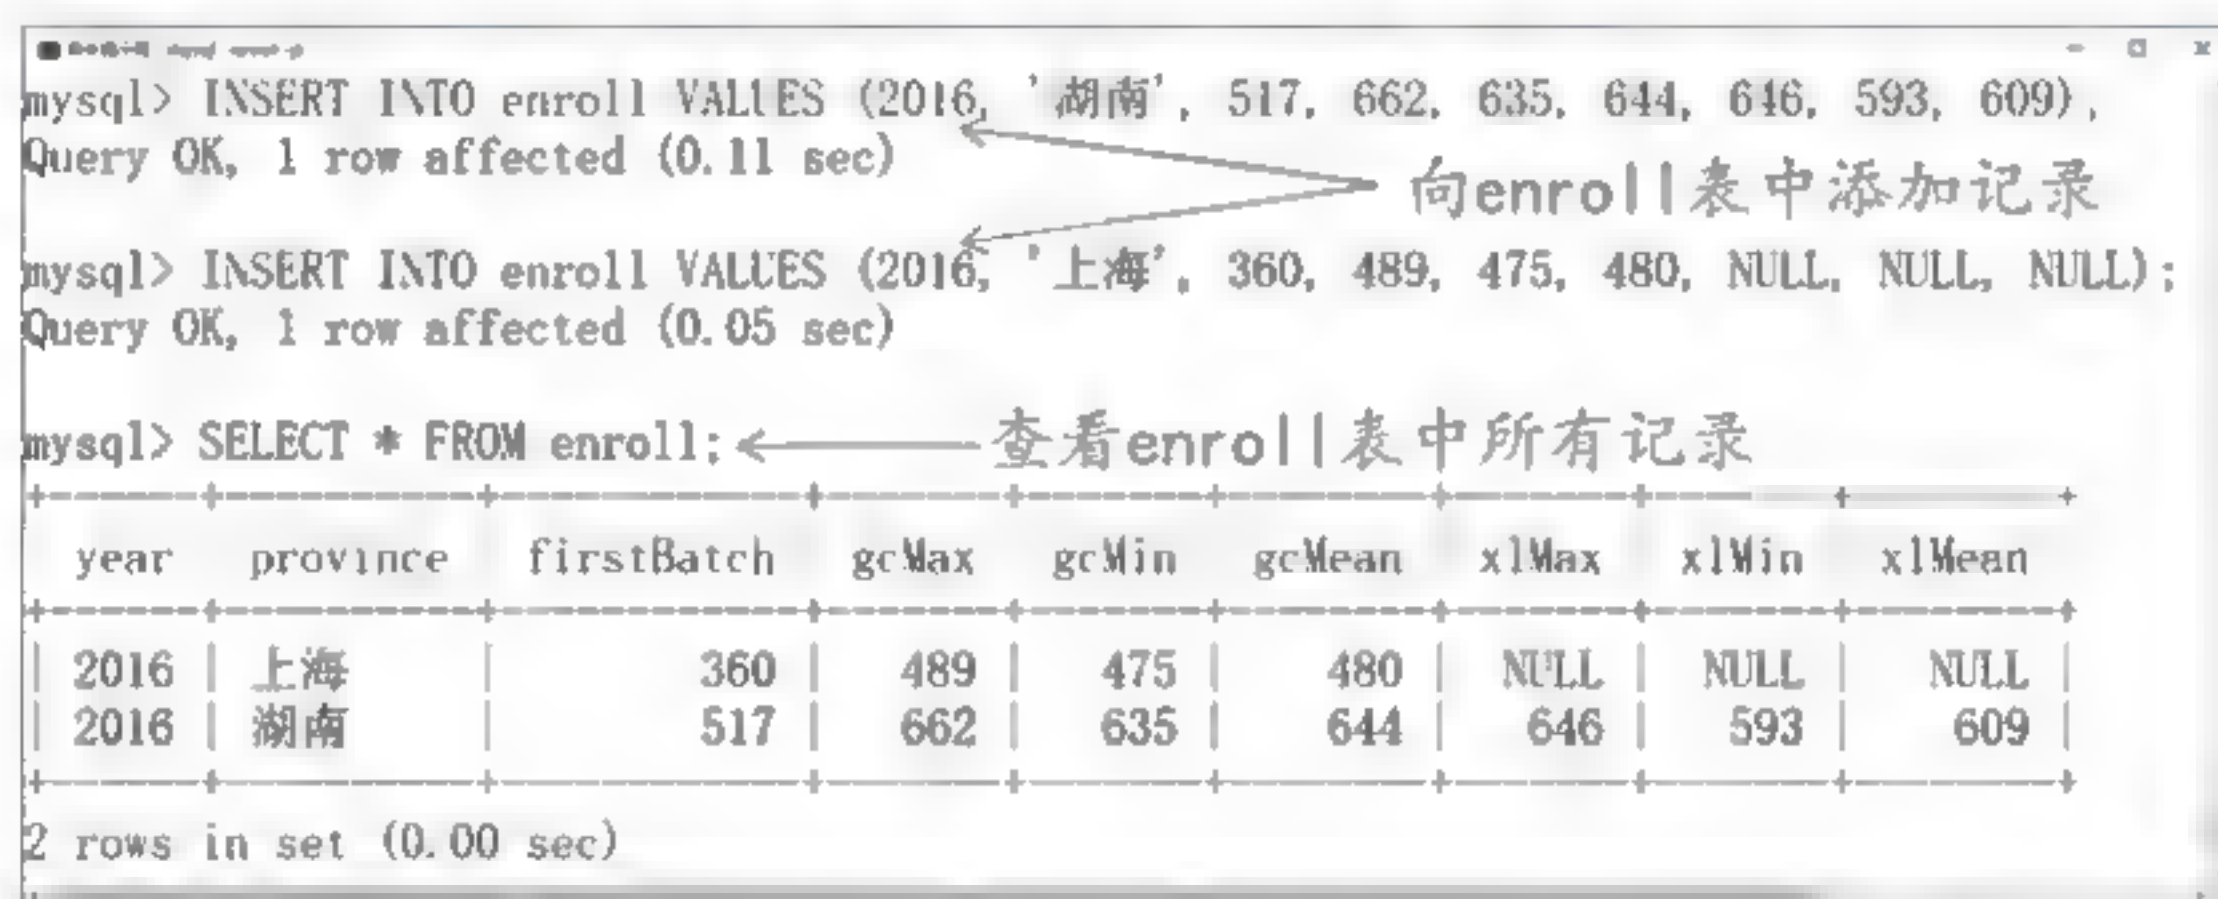 mysql> INSERT INTO enroll VALUES (2016, '湖南', 517, 662, 635, 644, 646, 593, 609);
Query OK, 1 row affected (0.11 sec)
向enroll表中添加记录
mysql> INSERT INTO enroll VALUES (2016, '上海', 360, 489, 475, 480, NULL, NULL, NULL);
Query OK, 1 row affected (0.05 sec)
mysql> SELECT * FROM enroll; 查看enroll表中所有记录
year province firstBatch gcMax gcMin gcMean xlMax xlMin xlMean
2016 | 上海 | 360 | 489 | 475 | 480 | NULL | NULL | NULL
2016 | 湖南 | 517 | 662 | 635 | 644 | 646 | 593 | 609
2 rows in set (0.00 sec)